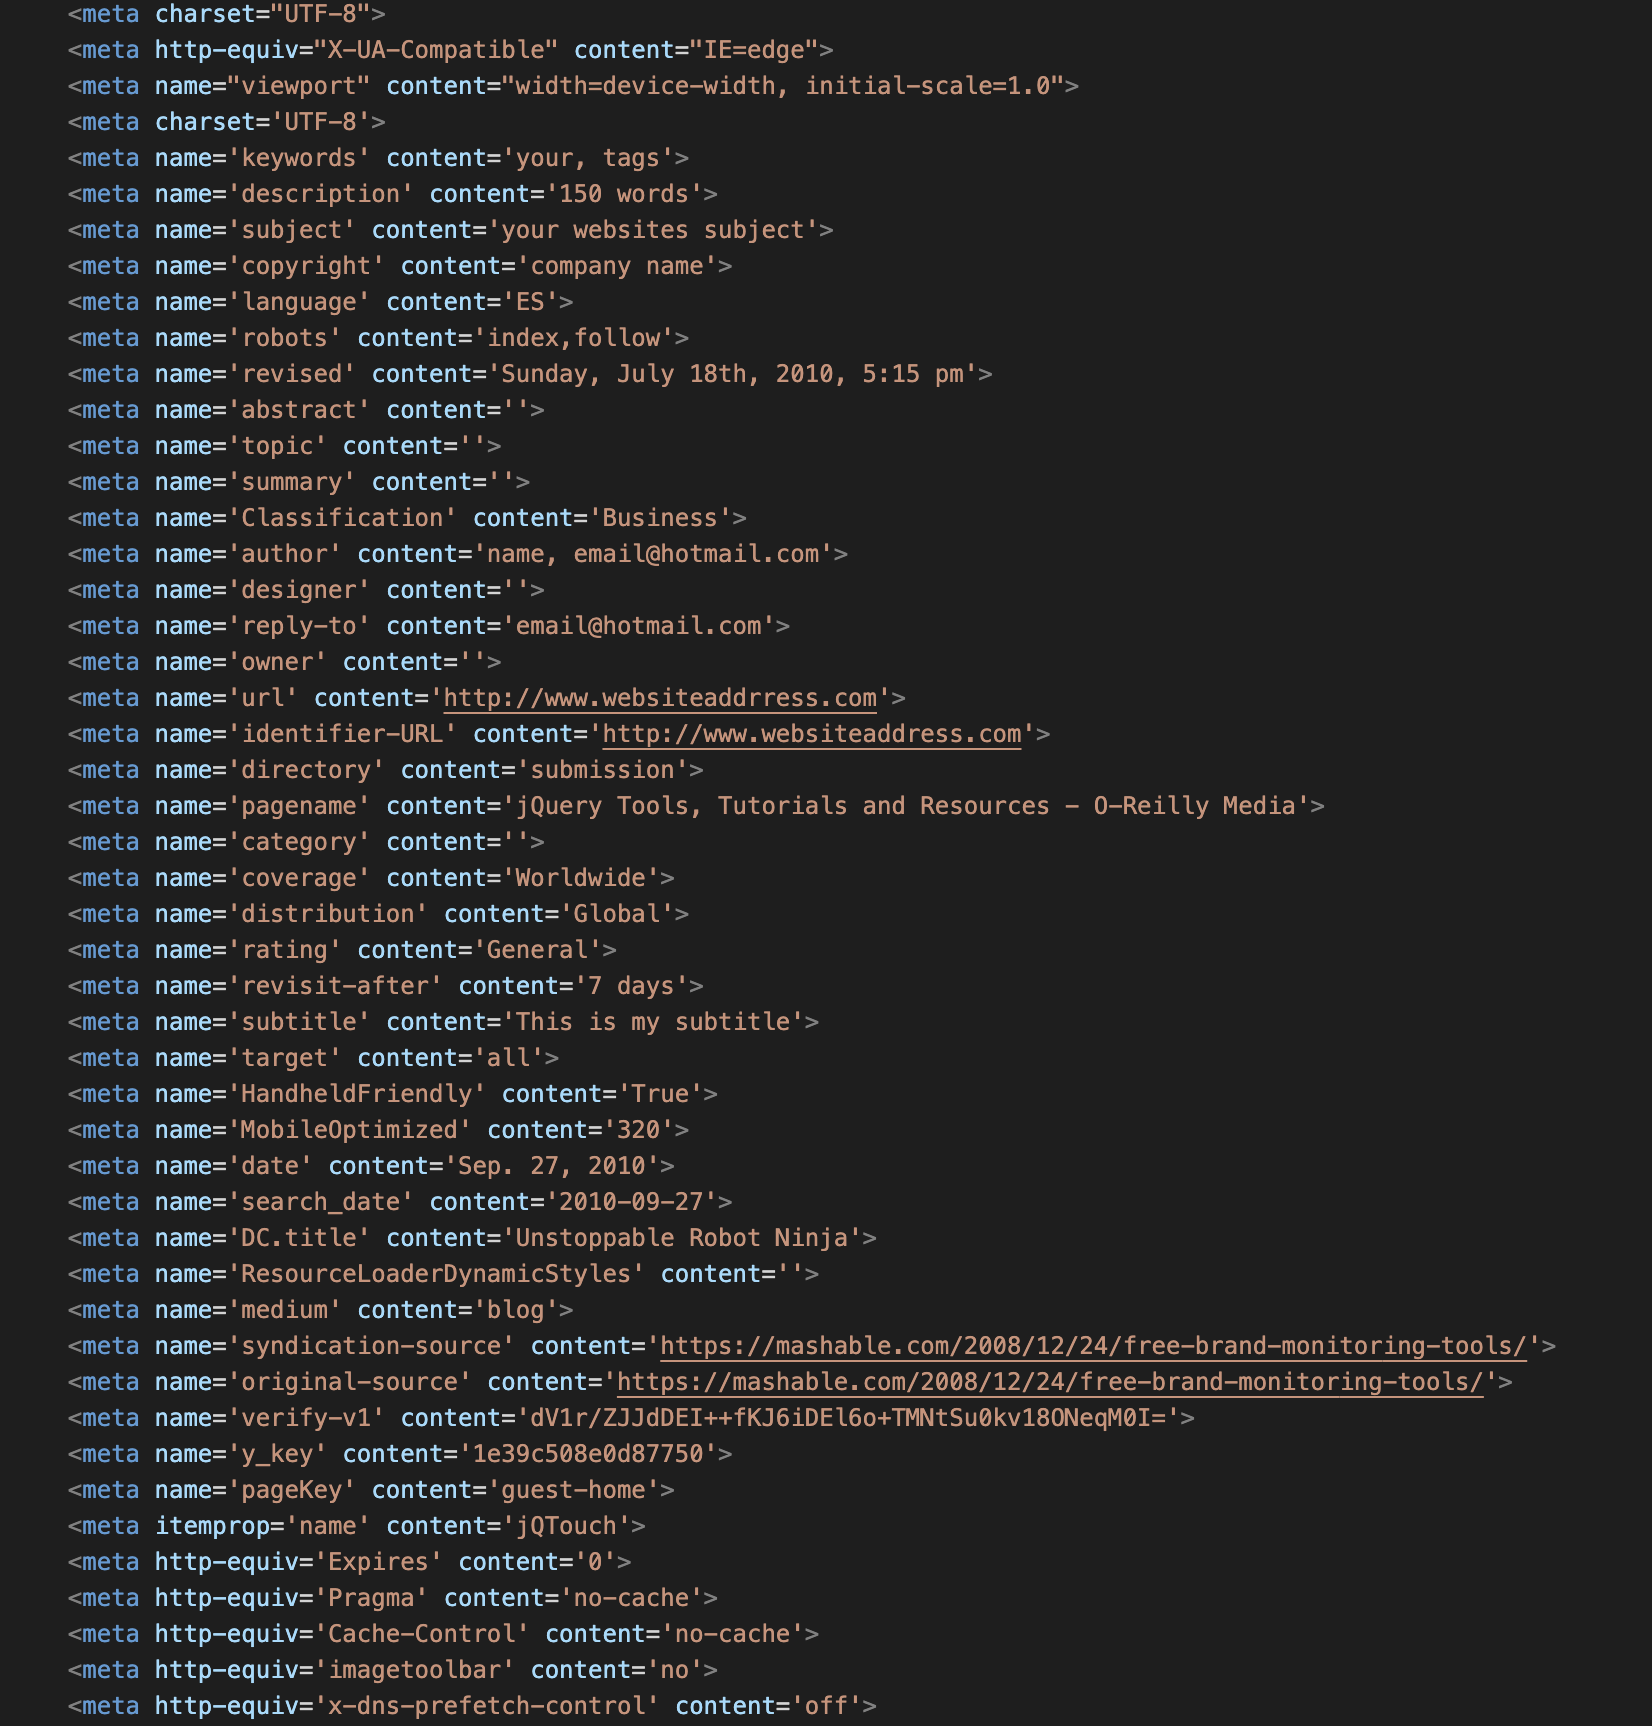 <meta charset="UTF-8">
<meta http-equiv="X-UA-Compatible" content="IE=edge">
<meta name="viewport" content="width=device-width, initial-scale=1.0">
<meta charset='UTF-8'>
<meta name='keywords' content='your, tags'>
<meta name='description' content='150 words'>
<meta name='subject' content='your websites subject'>
<meta name='copyright' content='company name'>
<meta name='language' content='ES'>
<meta name='robots' content='index,follow'>
<meta name='revised' content='Sunday, July 18th, 2010, 5:15 pm'>
<meta name='abstract' content=''>
<meta name='topic' content=''>
<meta name='summary' content=''>
<meta name='Classification' content='Business'>
<meta name='author' content='name, email@hotmail.com'>
<meta name='designer' content=''>
<meta name='reply-to' content='email@hotmail.com'>
<meta name='owner' content=''>
<meta name='url' content='http://www.websiteaddrress.com'>
<meta name='identifier-URL' content='http://www.websiteaddress.com'>
<meta name='directory' content='submission'>
<meta name='pagename' content='jQuery Tools, Tutorials and Resources - O-Reilly Media'>
<meta name='category' content=''>
<meta name='coverage' content='Worldwide'>
<meta name='distribution' content='Global'>
<meta name='rating' content='General'>
<meta name='revisit-after' content='7 days'>
<meta name='subtitle' content='This is my subtitle'>
<meta name='target' content='all'>
<meta name='HandheldFriendly' content='True'>
<meta name='MobileOptimized' content='320'>
<meta name='date' content='Sep. 27, 2010'>
<meta name='search_date' content='2010-09-27'>
<meta name='DC.title' content='Unstoppable Robot Ninja'>
<meta name='ResourceLoaderDynamicStyles' content=''>
<meta name='medium' content='blog'>
<meta name='syndication-source' content='https://mashable.com/2008/12/24/free-brand-monitoring-tools/'>
<meta name='original-source' content='https://mashable.com/2008/12/24/free-brand-monitoring-tools/'>
<meta name='verify-v1' content='dV1r/ZJJdDEI++fKJ6iDEl6o+TMNtSu0kv18ONeqM0I='>
<meta name='y_key' content='1e39c508e0d87750'>
<meta name='pageKey' content='guest-home'>
<meta itemprop='name' content='jQTouch'>
<meta http-equiv='Expires' content='0'>
<meta http-equiv='Pragma' content='no-cache'>
<meta http-equiv='Cache-Control' content='no-cache'>
<meta http-equiv='imagetoolbar' content='no'>
<meta http-equiv='x-dns-prefetch-control' content='off'>